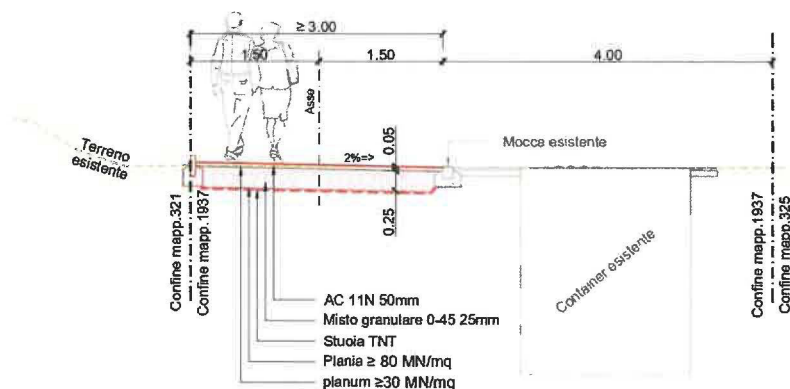 ≥ 3.00
1.50
1.50
4.00
Asse
Terreno
esistente
2%=>
0.05
Mocca esistente
0.25
Confine mapp.321
Confine mapp.1937
Container esistente
Confine mapp.1937
Confine mapp.325
AC 11N 50mm
Misto granulare 0-45 25mm
Stuoia TNT
Plania ≥ 80 MN/mq
planum ≥30 MN/mq